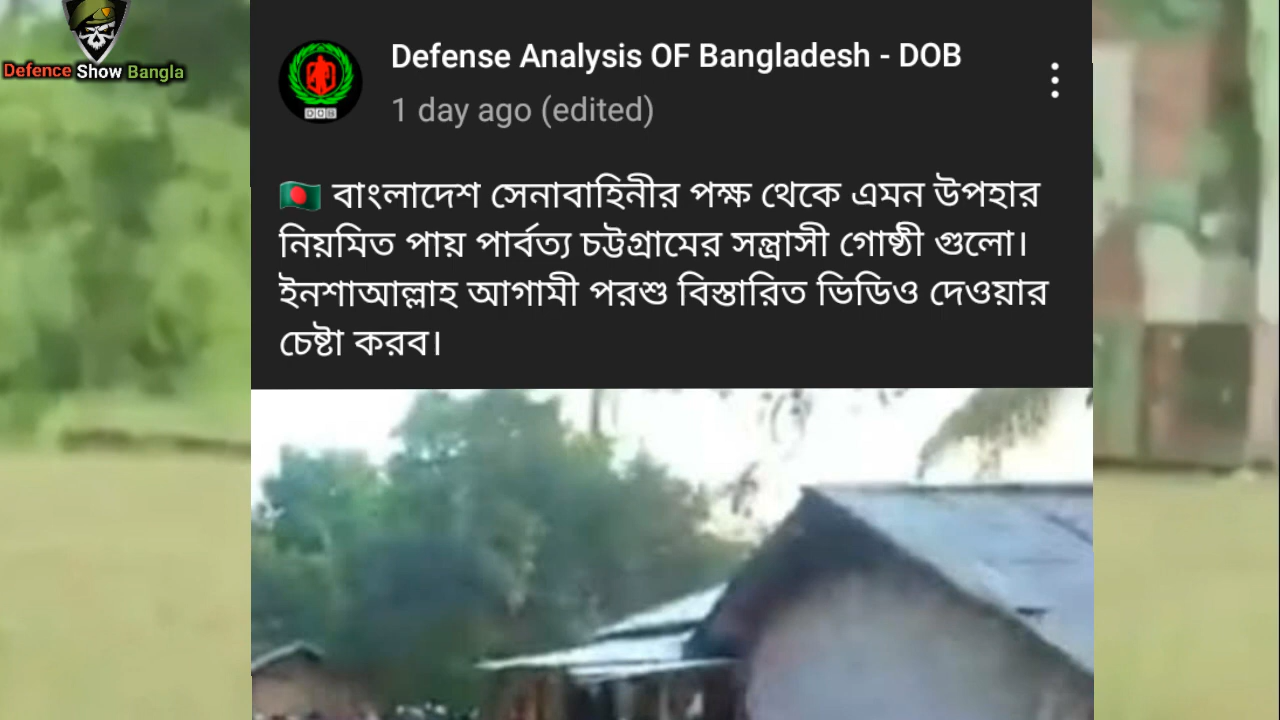 Defence Show Bangla
Defense Analysis OF Bangladesh - DOB
1 day ago (edited)
DOB
🇧🇩 বাংলাদেশ সেনাবাহিনীর পক্ষ থেকে এমন উপহার
নিয়মিত পায় পার্বত্য চট্টগ্রামের সন্ত্রাসী গোষ্ঠী গুলো।
ইনশাআল্লাহ আগামী পরশু বিস্তারিত ভিডিও দেওয়ার
চেষ্টা করব।